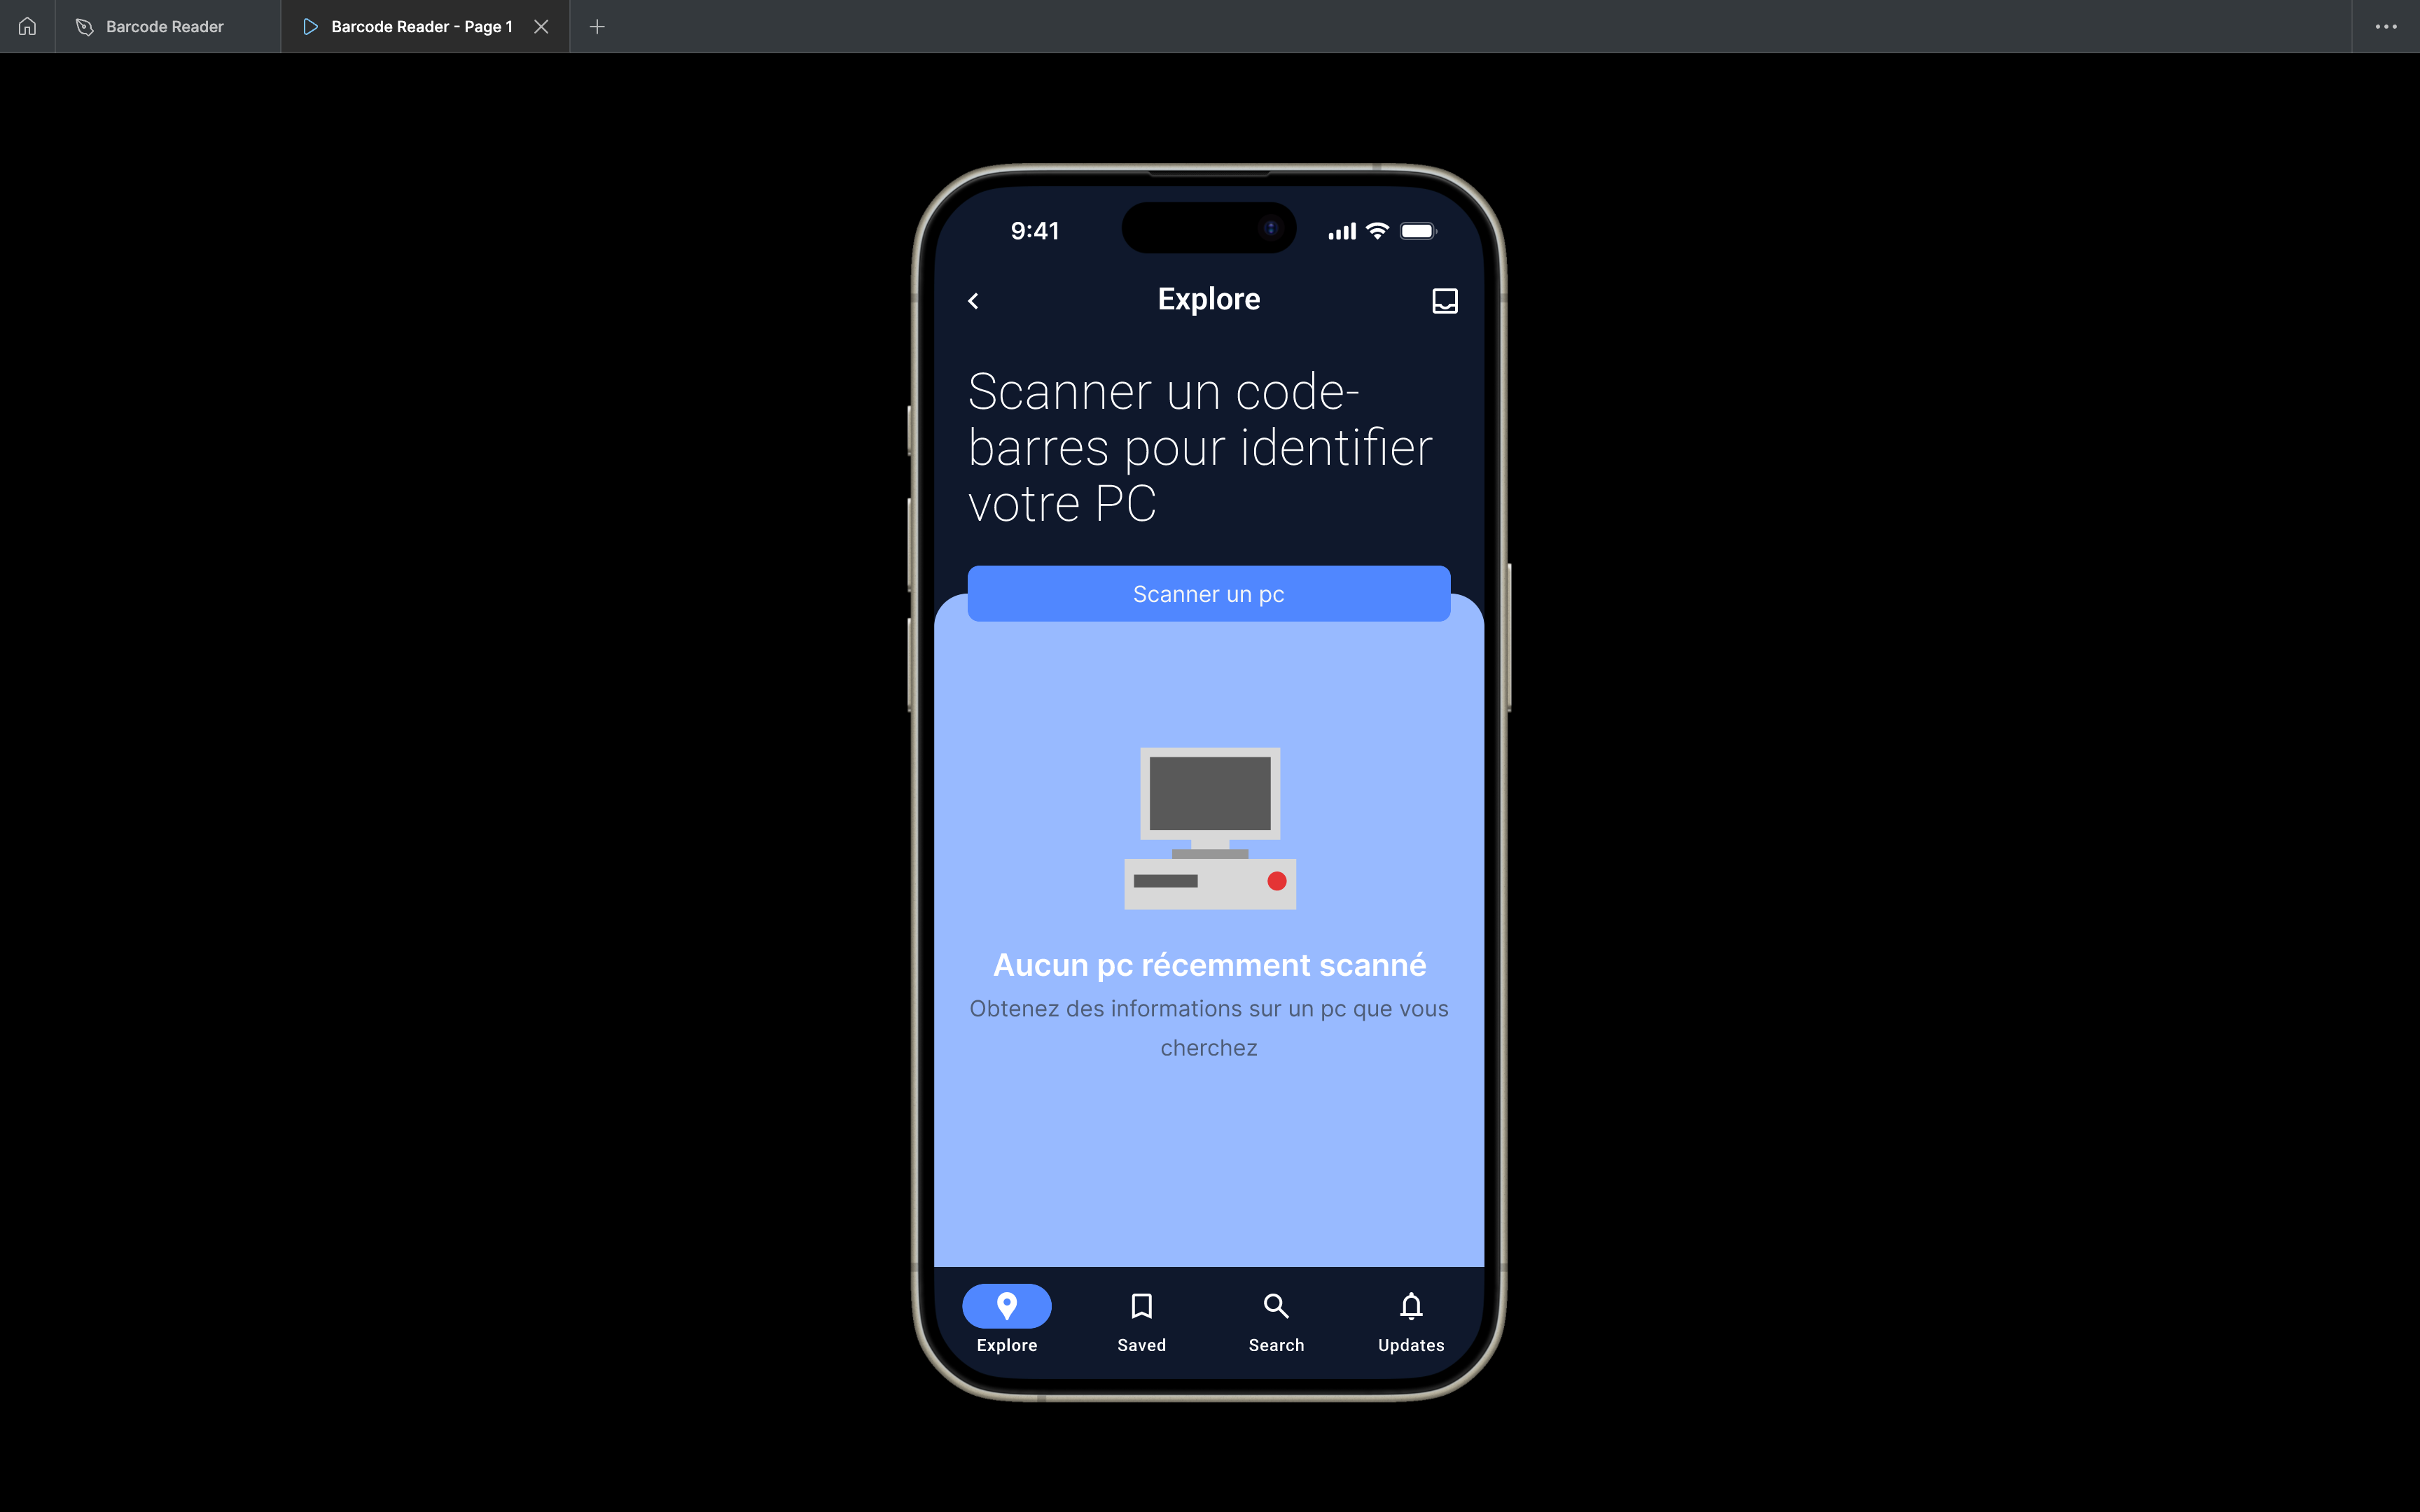 Barcode Reader
Barcode Reader - Page 1
9:41
Explore
Scanner un code-
barres pour identifier
votre PC
Scanner un pc
Aucun pc récemment scanné
Obtenez des informations sur un pc que vous
cherchez
Explore
Saved
Search
Updates